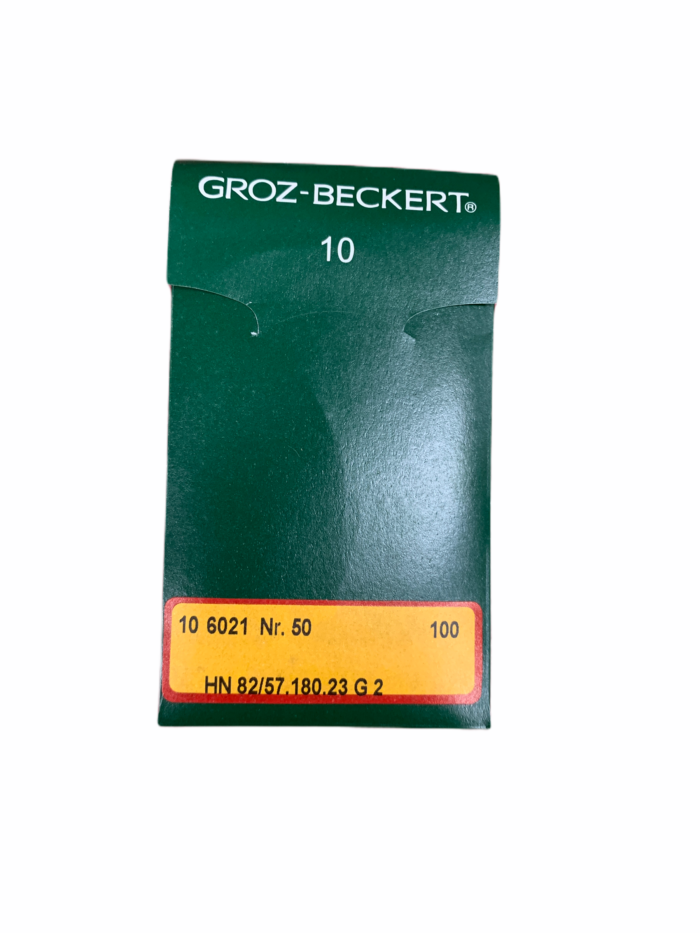 GROZ-BECKERT®
10
10 6021 Nr. 50 100
HN 82/57.180.23 G 2